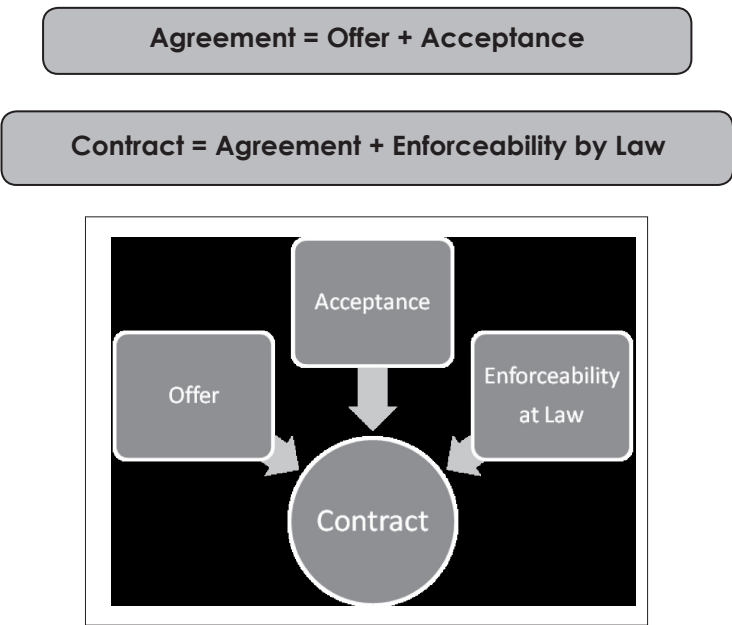 Agreement = Offer + Acceptance
Contract = Agreement + Enforceability by Law
Acceptance
Offer
Enforceability
at Law
Contract